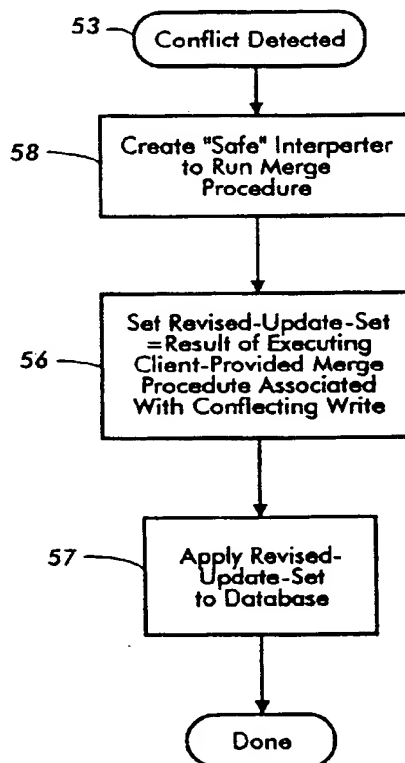 53
Conflict Detected
58
Create "Safe" Interperter
to Run Merge
Procedure
56
Set Revised-Update-Set
=Result of Executing
Client-Provided Merge
Procedute Associated
With Conflecting Write
57
Apply Revised-
Update-Set
to Database
Done